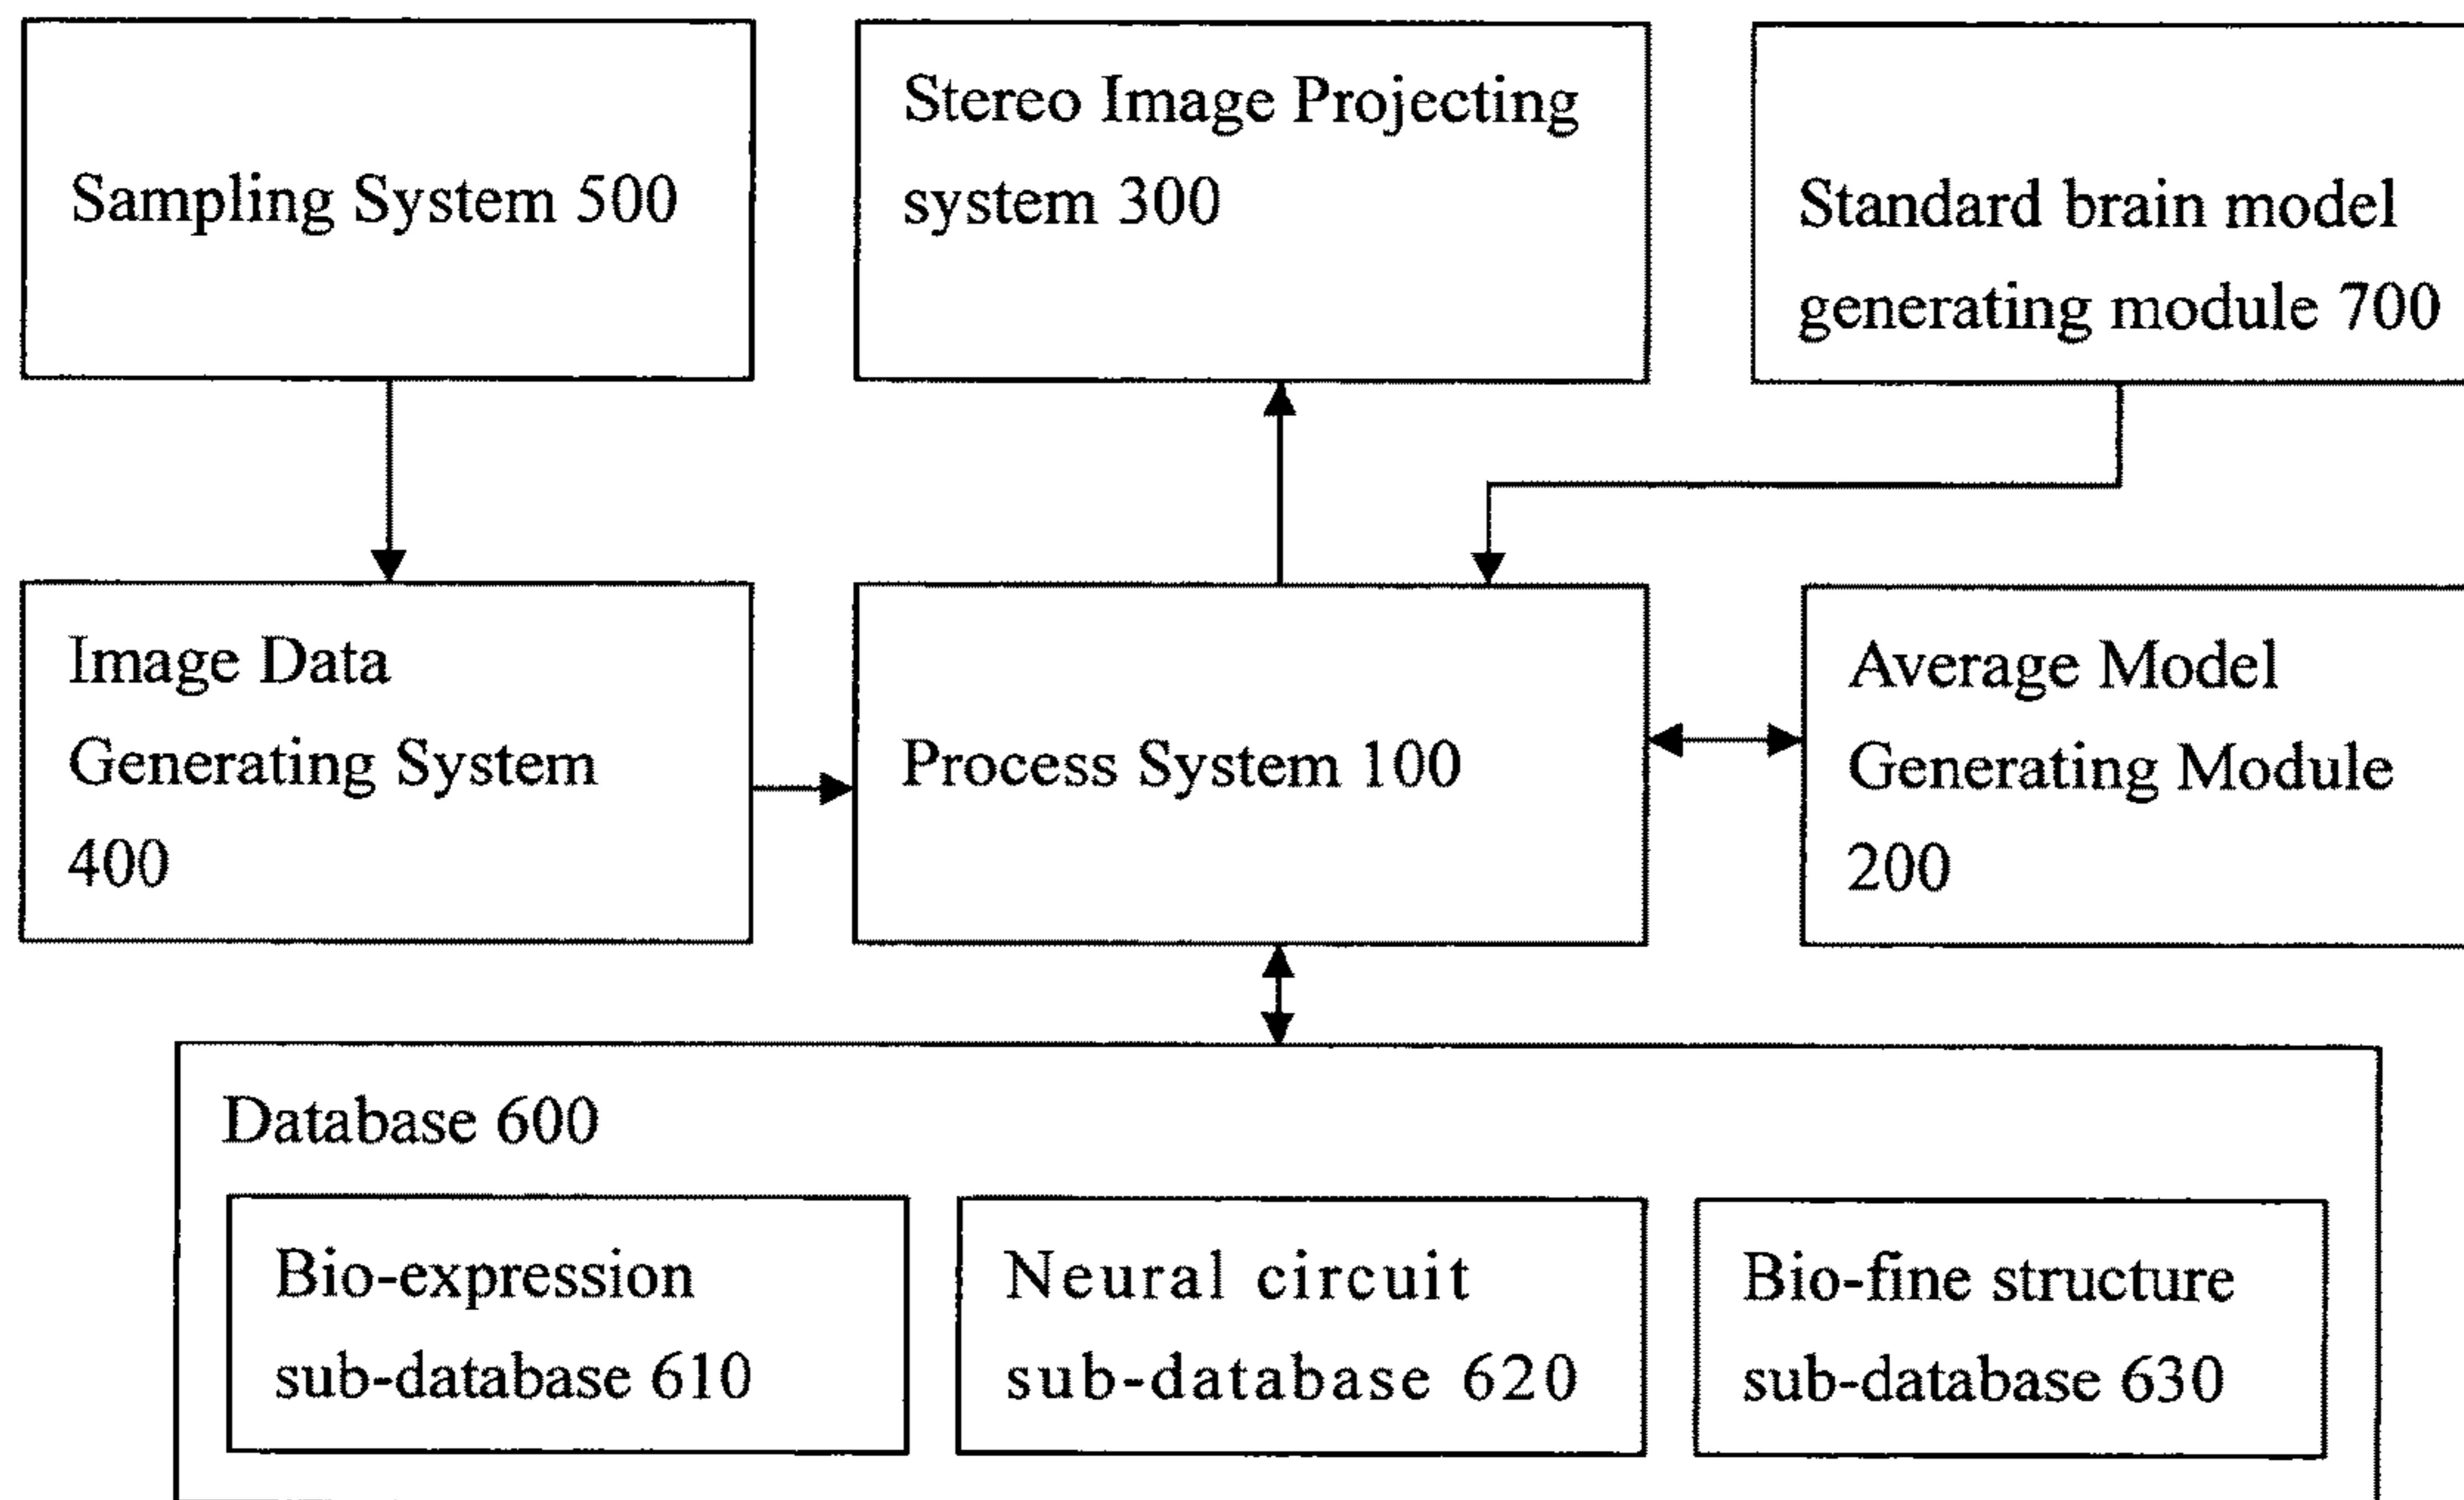 Sampling System 500
Stereo Image Projecting
system 300
Standard brain model
generating module 700
Image Data
Generating System
400
Process System 100
Average Model
Generating Module
200
Database 600
Bio-expression
sub-database 610
Neural circuit
sub-database 620
Bio-fine structure
sub-database 630